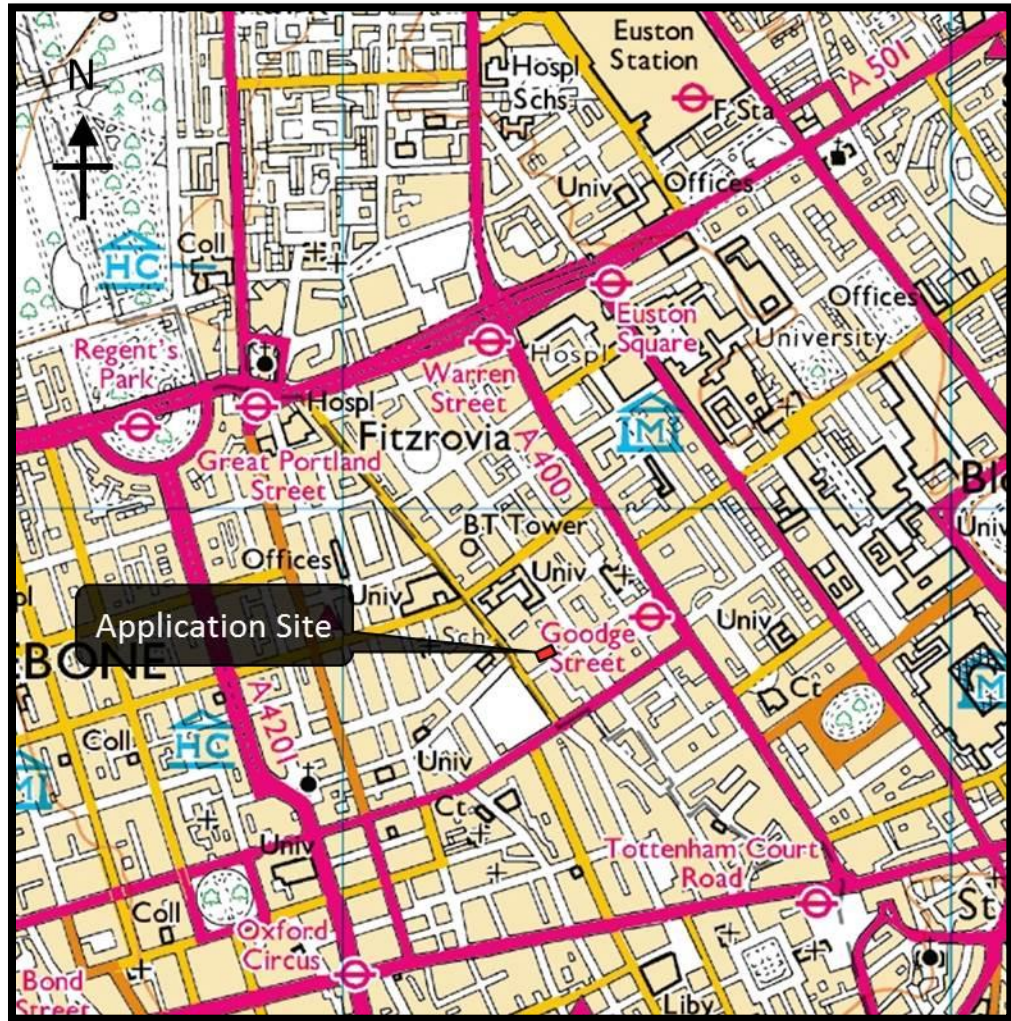 Euston
Station
A 501
N
Hospl
Schs
F Sta
Univ
Offices
Coll
HC
Offices
Euston
Square
University
Regent's
Park
Hospl
Warren
Street
M
Hospl
Fitzrovia
A 400
Great Portland
Street
BT Tower
Univ
Offices
Univ
Univ
Application Site
Sch
Goodge
Street
Univ
EBONE
Ct
M
A 4201
HC
Coll
Univ
Ct
Univ
Tottenham Court
Road
Coll
St
Oxford
Circus
Bond
Street
Liby